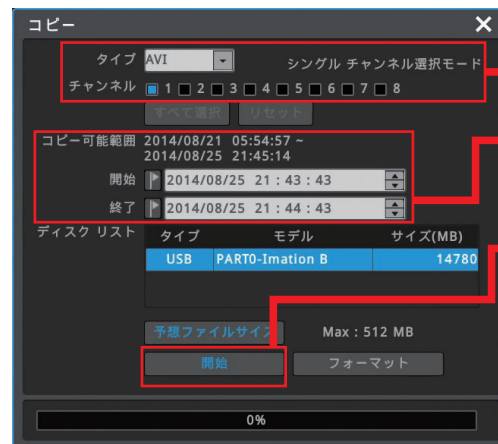 コピー
タイプ AVI シングル チャンネル選択モード
チャンネル 1 2 3 4 5 6 7 8
すべて選択 リセット
コピー可能範囲 2014/08/21 05:54:57 ~
2014/08/25 21:45:14
開始 2014/08/25 21 : 43 : 43
終了 2014/08/25 21 : 44 : 43
ディスク リスト タイプ モデル サイズ(MB)
USB PART0-Imation B 14780
予想ファイルサイズ Max : 512 MB
開始 フォーマット
0%